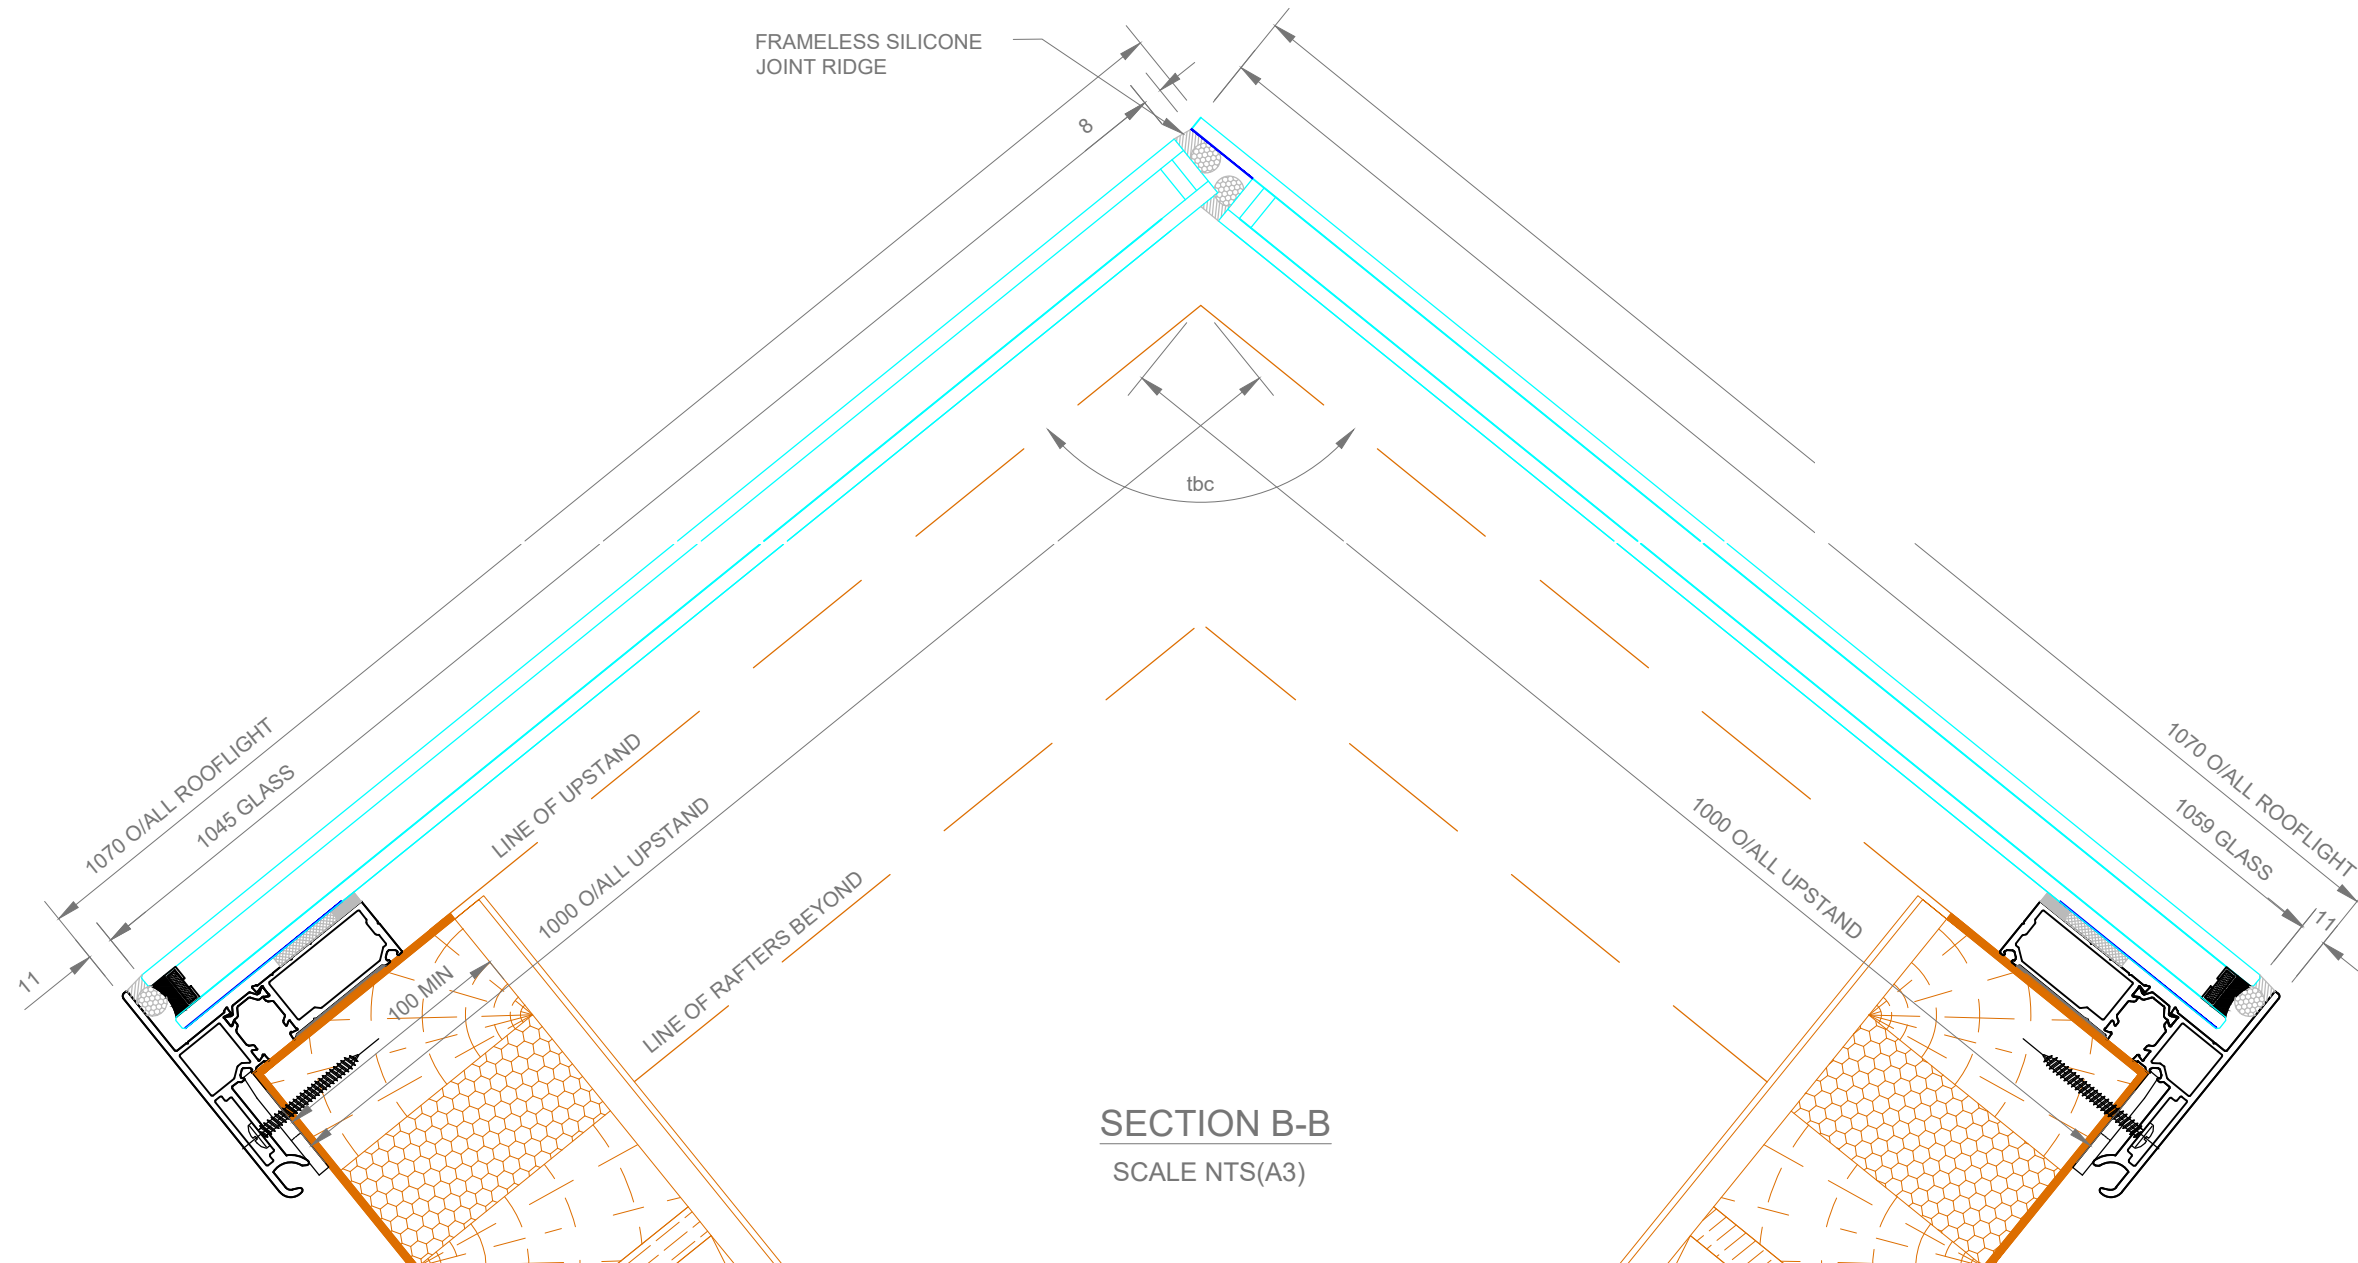 FRAMELESS SILICONE
JOINT RIDGE
8
tbc
1070 O/ALL ROOFLIGHT
1045 GLASS
LINE OF UPSTAND
1000 O/ALL UPSTAND
LINE OF RAFTERS BEYOND
100 MIN
11
1070 O/ALL ROOFLIGHT
1059 GLASS
1000 O/ALL UPSTAND
11
SECTION B-B
SCALE NTS(A3)